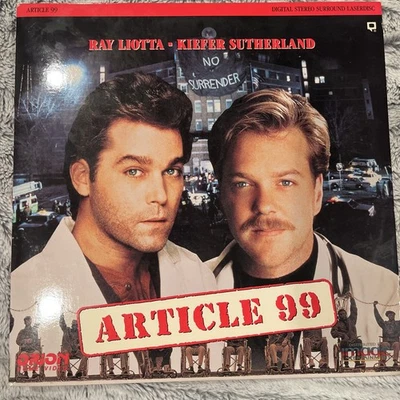 ARTICLE 99
DIGITAL STEREO SURROUND LASERDISC
RAY LIOTTA · KIEFER SUTHERLAND
NO
SURRENDER
ARTICLE 99
ORION